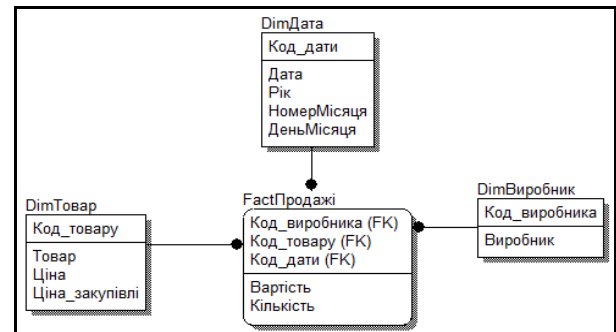 DimДата
Код_дати
Дата
Рік
НомерМісяця
ДеньМісяця
FactПродажі
Код_виробника (FK)
Код_товару (FK)
Код_дати (FK)
Вартість
Кількість
DimТовар
Код_товару
Товар
Ціна
Ціна_закупівлі
DimВиробник
Код_виробника
Виробник